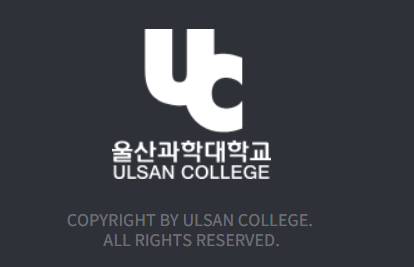 UC
울산과학대학교
ULSAN COLLEGE
COPYRIGHT BY ULSAN COLLEGE.
ALL RIGHTS RESERVED.